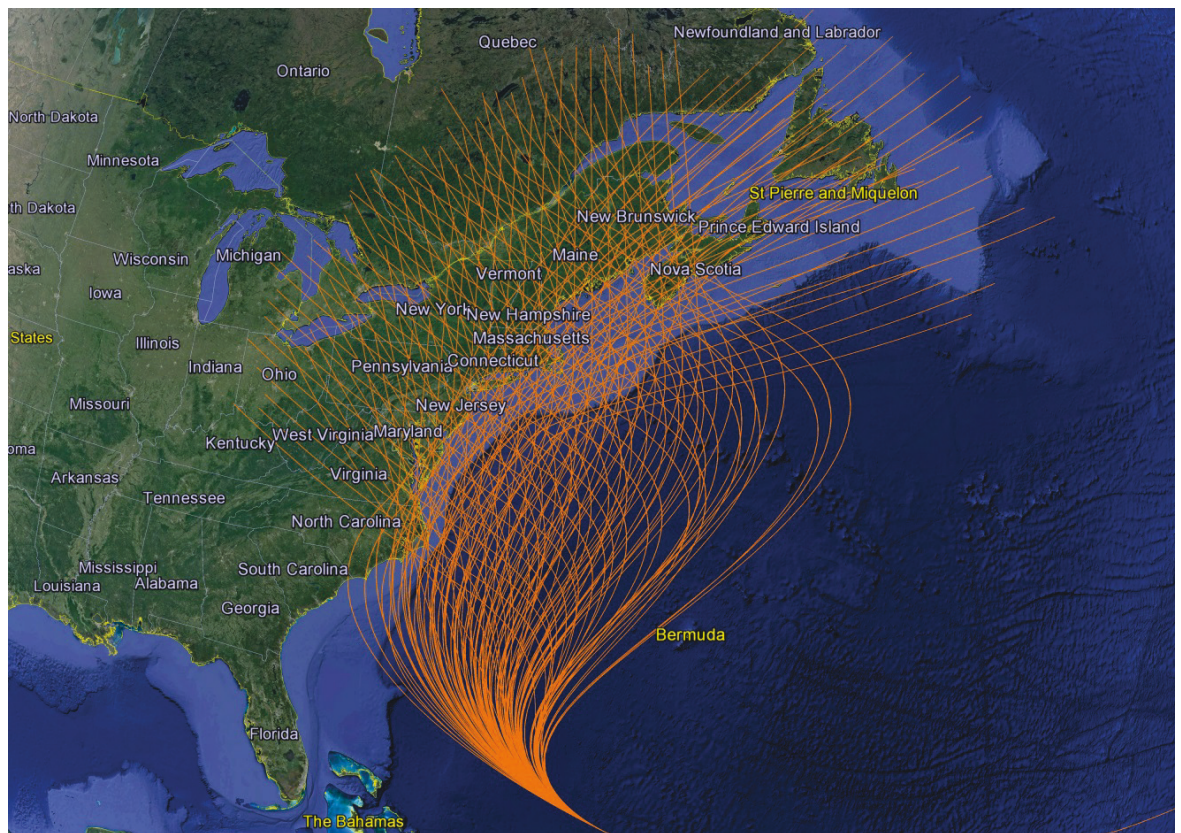 Newfoundland and Labrador
Quebec
Ontario
North Dakota
Minnesota
St Pierre and Miquelon
th Dakota
New Brunswick
Prince Edward Island
Michigan
Maine
Wisconsin
aska
Nova Scotia
Vermont
Iowa
New York
New Hampshire
States
Illinois
Massachusetts
Connecticut
Indiana
Pennsylvania
Ohio
Missouri
New Jersey
Maryland
West Virginia
Kentucky
oma
Virginia
Arkansas
Tennessee
North Carolina
Mississippi
South Carolina
Louisiana
Alabama
Georgia
Bermuda
Florida
The Bahamas